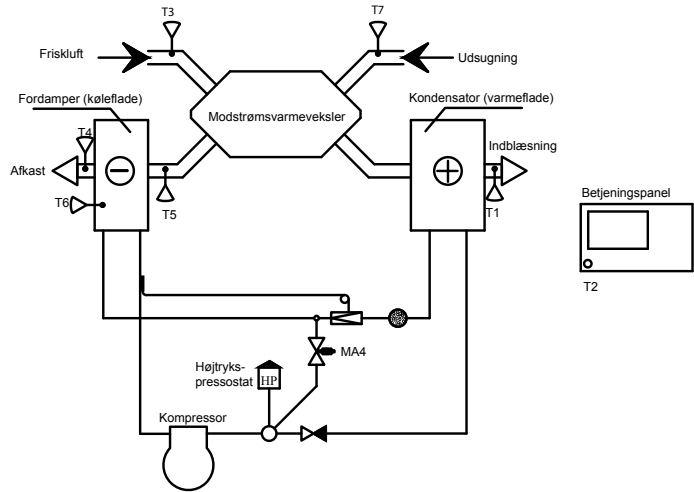 T3
T7
Friskluft
Udsugning
Fordamper (køleflade)
Kondensator (varmeflade)
Modstrømsvarmeveksler
T4
Indblæsning
Afkast
T6
T5
T1
Betjeningspanel
T2
MA4
Højtryks-
pressostat
HP
Kompressor